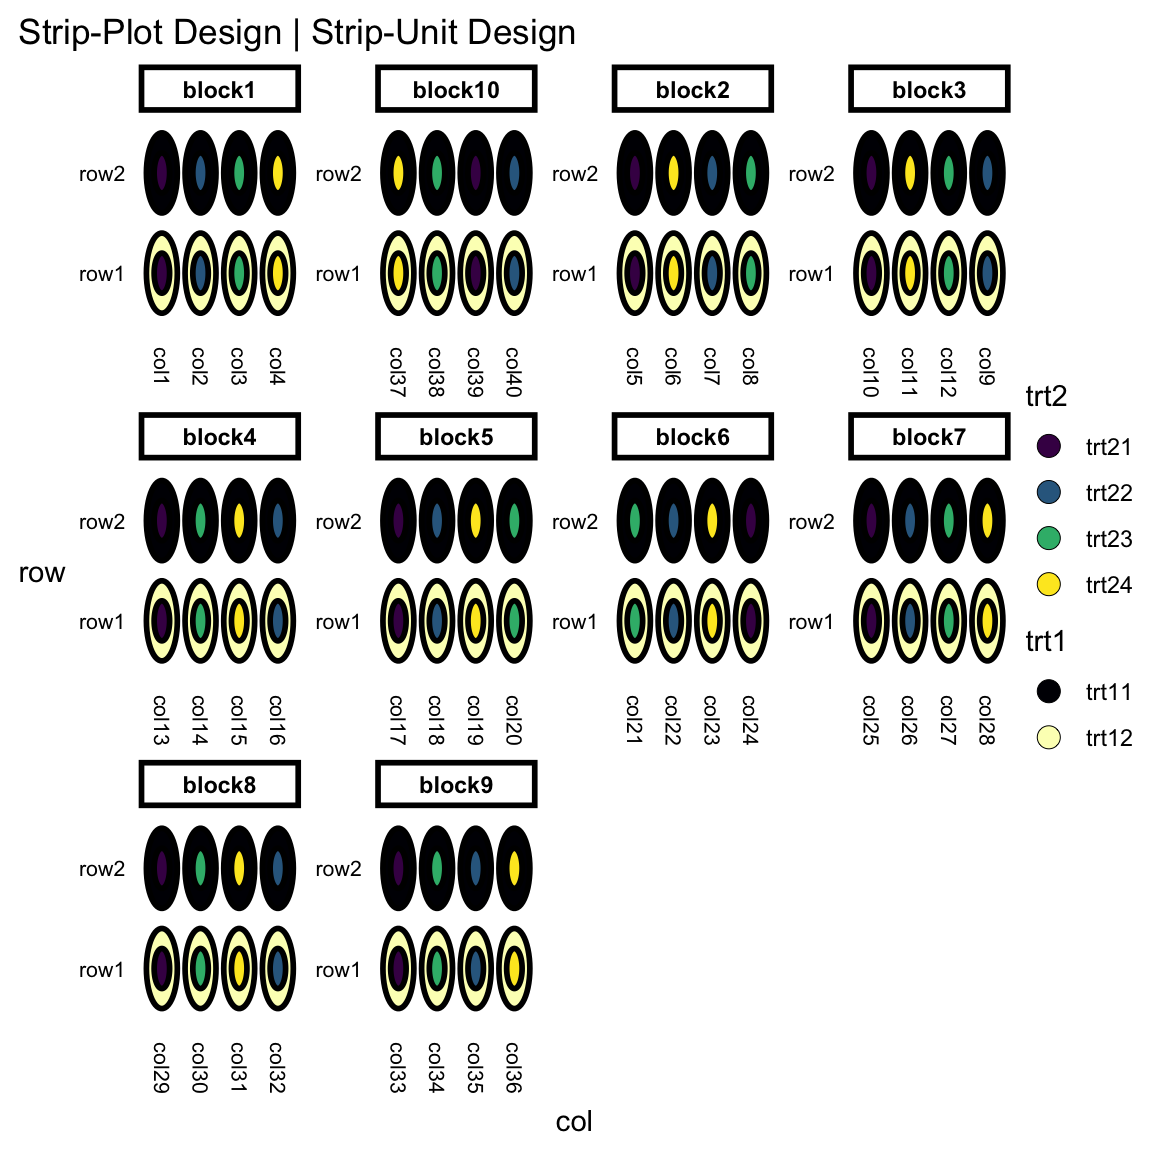 Strip-Plot Design | Strip-Unit Design
block1 block10 block2 block3
row2 row2 row2 row2
row1 row1 row1 row1
col1 col2 col3 col4 col37 col38 col39 col40 col5 col6 col7 col8 col10 col11 col12 col9
block4 block5 block6 block7
row2 row2 row2 row2
row1 row1 row1 row1
col13 col14 col15 col16 col17 col18 col19 col20 col21 col22 col23 col24 col25 col26 col27 col28
block8 block9
row2 row2
row1 row1
col29 col30 col31 col32 col33 col34 col35 col36
row
col
trt2
trt21
trt22
trt23
trt24
trt1
trt11
trt12